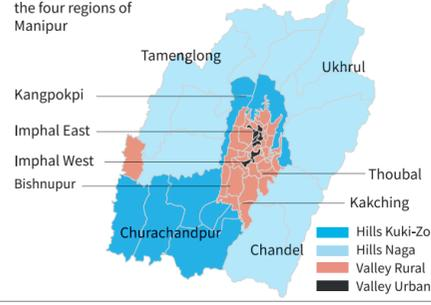 the four regions of
Manipur
Tamenglong
Ukhrul
Kangpokpi
Imphal East
Imphal West
Bishnupur
Thoubal
Kakching
Churachandpur
Chandel
Hills Kuki-Zo
Hills Naga
Valley Rural
Valley Urban